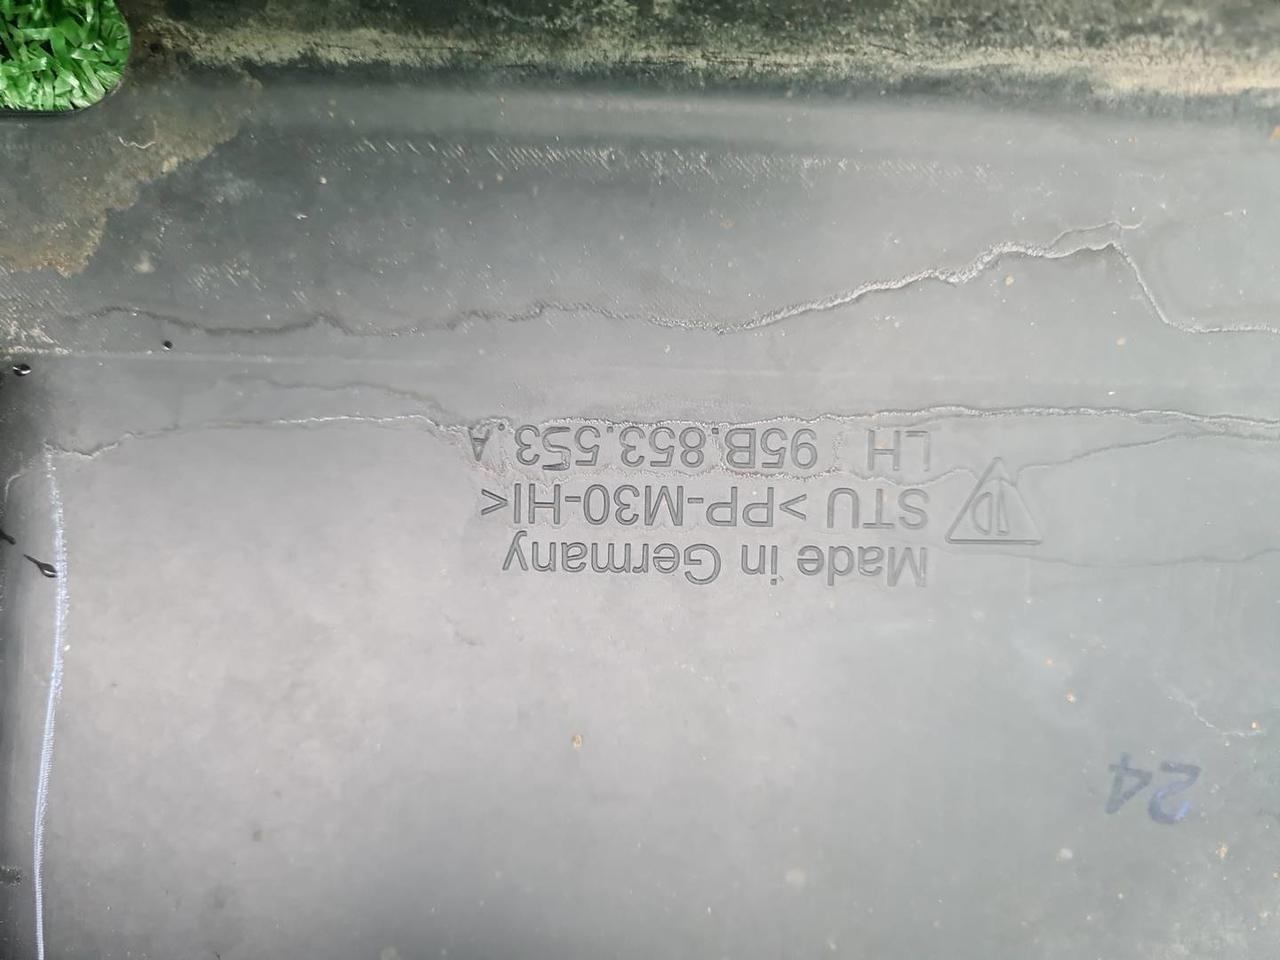 24
Made in Germany
STU >PP-M30-HI<
LH 95B.853.553.A